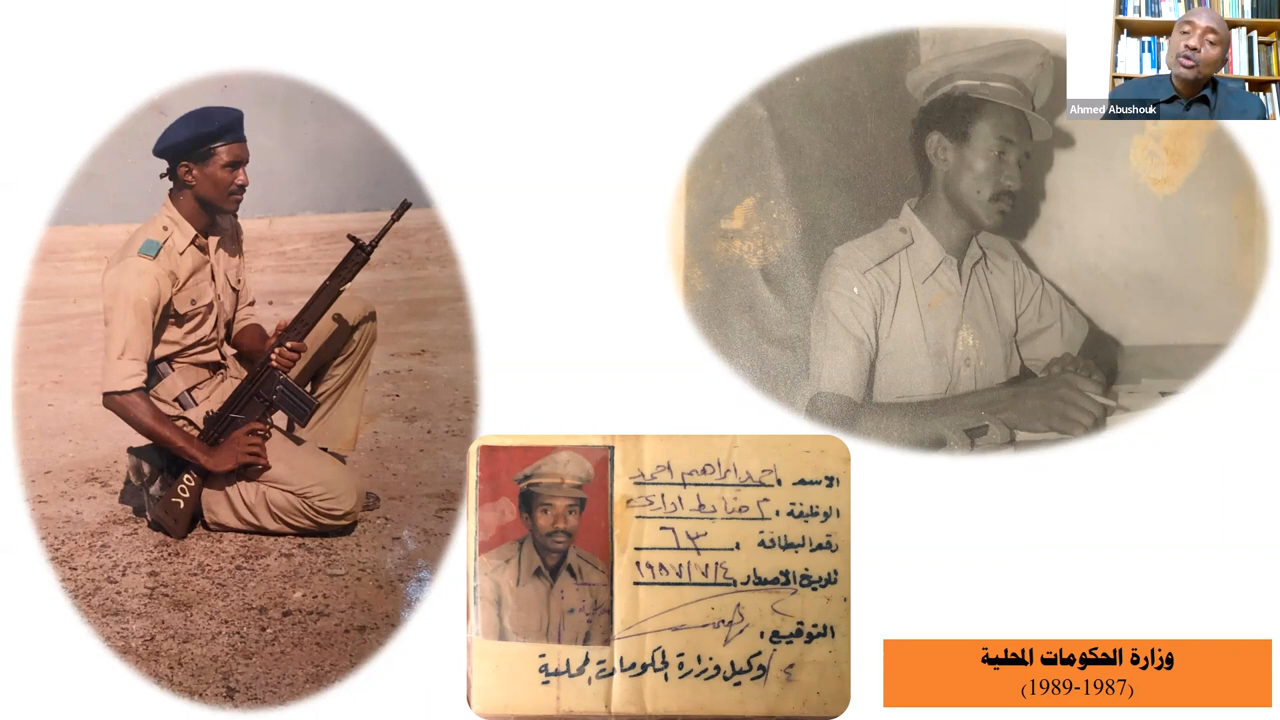 Ahmed Abushouk
الاسم : احمد ابراهيم احمد
الوظيفة : م ضابط اداري
رقم البطاقة : ٦٣
تاريخ الاصدار : ١٩٨٧/٧/٤
التوقيع :
ع/ وكيل وزارة الحكومات المحلية
وزارة الحكومات المحلية
(1989-1987)